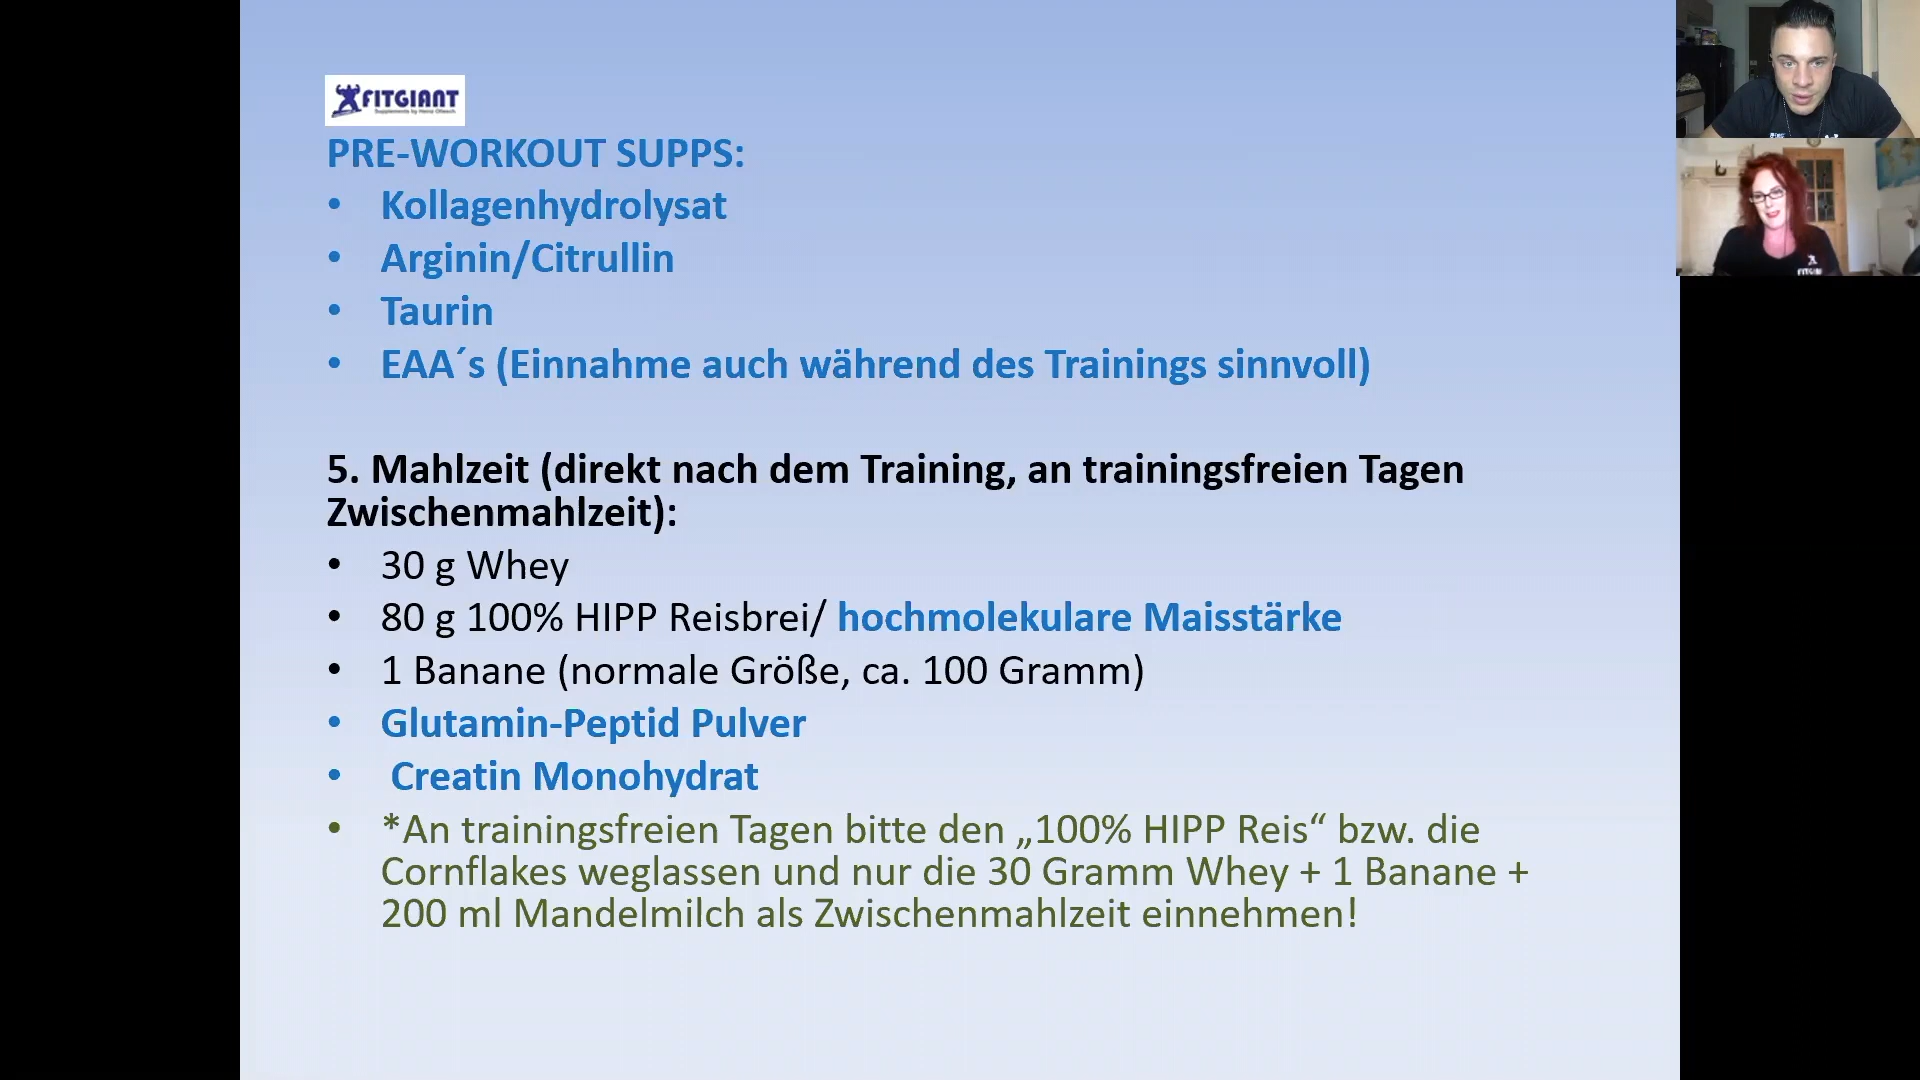 FITGIANT
PRE-WORKOUT SUPPS:
• Kollagenhydrolysat
• Arginin/Citrullin
• Taurin
• EAA´s (Einnahme auch während des Trainings sinnvoll)
5. Mahlzeit (direkt nach dem Training, an trainingsfreien Tagen
Zwischenmahlzeit):
• 30 g Whey
• 80 g 100% HIPP Reisbrei/ hochmolekulare Maisstärke
• 1 Banane (normale Größe, ca. 100 Gramm)
• Glutamin-Peptid Pulver
• Creatin Monohydrat
• *An trainingsfreien Tagen bitte den „100% HIPP Reis“ bzw. die
Cornflakes weglassen und nur die 30 Gramm Whey + 1 Banane +
200 ml Mandelmilch als Zwischenmahlzeit einnehmen!